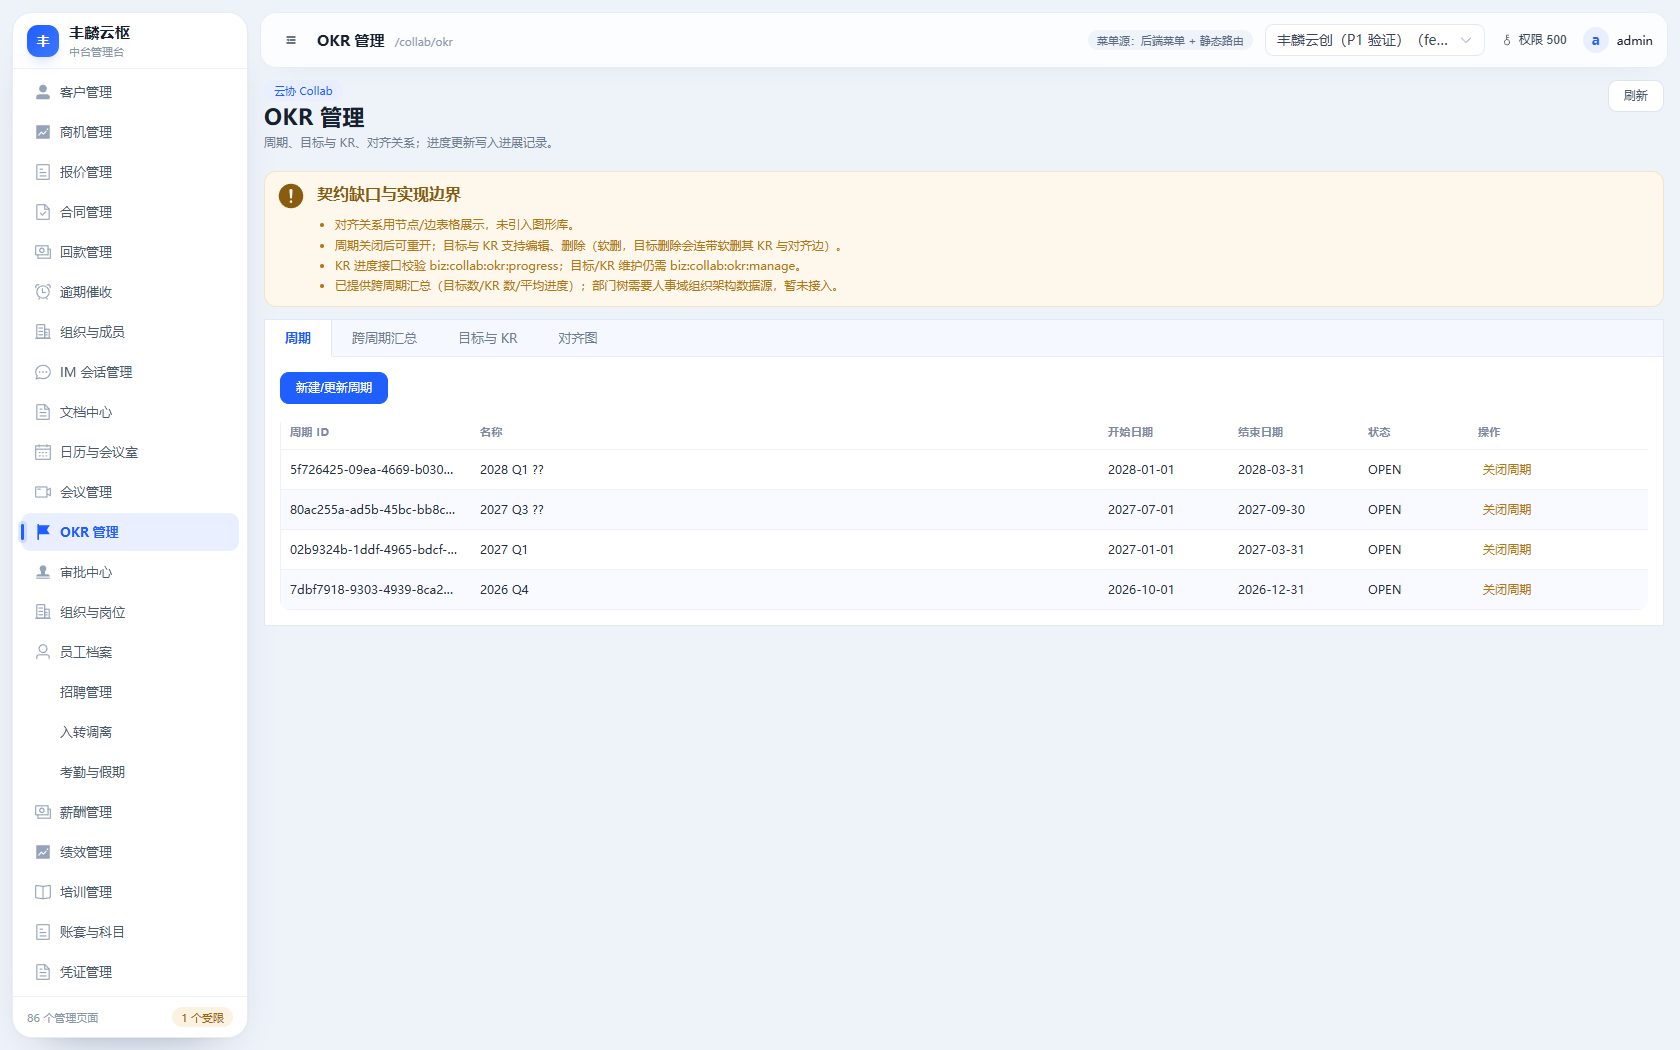 丰
丰麟云枢
中台管理台
客户管理
商机管理
报价管理
合同管理
回款管理
逾期催收
组织与成员
IM 会话管理
文档中心
日历与会议室
会议管理
OKR 管理
审批中心
组织与岗位
员工档案
招聘管理
入转调离
考勤与假期
薪酬管理
绩效管理
培训管理
账套与科目
凭证管理
86 个管理页面
1 个受限
OKR 管理 /collab/okr
菜单源：后端菜单 + 静态路由
丰麟云创（P1 验证）（fe...
权限 500
a admin
云协 Collab
OKR 管理
周期、目标与 KR、对齐关系；进度更新写入进展记录。
刷新
契约缺口与实现边界
• 对齐关系用节点/边表格展示，未引入图形库。
• 周期关闭后可重开；目标与 KR 支持编辑、删除（软删，目标删除会连带软删其 KR 与对齐边）。
• KR 进度接口校验 biz:collab:okr:progress；目标/KR 维护仍需 biz:collab:okr:manage。
• 已提供跨周期汇总（目标数/KR 数/平均进度）；部门树需要人事域组织架构数据源，暂未接入。
周期 跨周期汇总 目标与 KR 对齐图
新建/更新周期
周期 ID 名称 开始日期 结束日期 状态 操作
5f726425-09ea-4669-b030... 2028 Q1 ?? 2028-01-01 2028-03-31 OPEN 关闭周期
80ac255a-ad5b-45bc-bb8c... 2027 Q3 ?? 2027-07-01 2027-09-30 OPEN 关闭周期
02b9324b-1ddf-4965-bdcf-... 2027 Q1 2027-01-01 2027-03-31 OPEN 关闭周期
7dbf7918-9303-4939-8ca2... 2026 Q4 2026-10-01 2026-12-31 OPEN 关闭周期